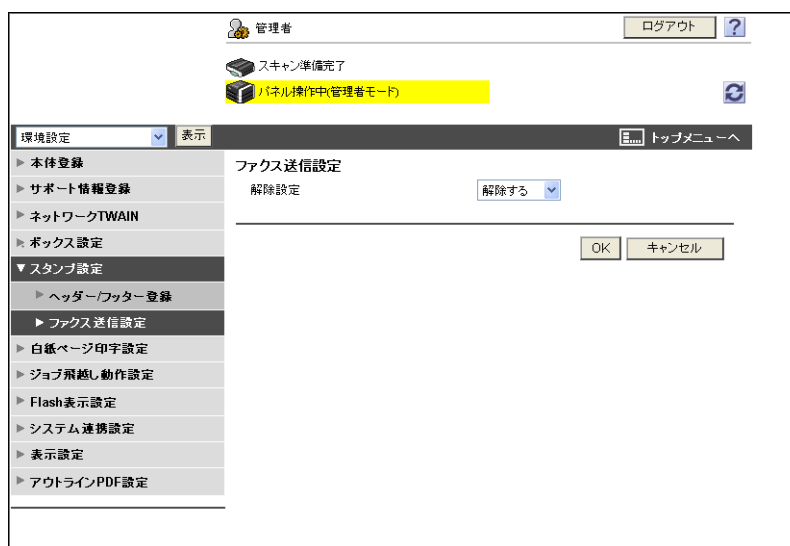 管理者
ログアウト
?
スキャン準備完了
パネル操作中(管理者モード)
環境設定
表示
トップメニューへ
本体登録
サポート情報登録
ネットワークTWAIN
ボックス設定
スタンプ設定
ヘッダー/フッター登録
ファクス送信設定
白紙ページ印字設定
ジョブ飛越し動作設定
Flash表示設定
システム連携設定
表示設定
アウトラインPDF設定
ファクス送信設定
解除設定
解除する
OK
キャンセル